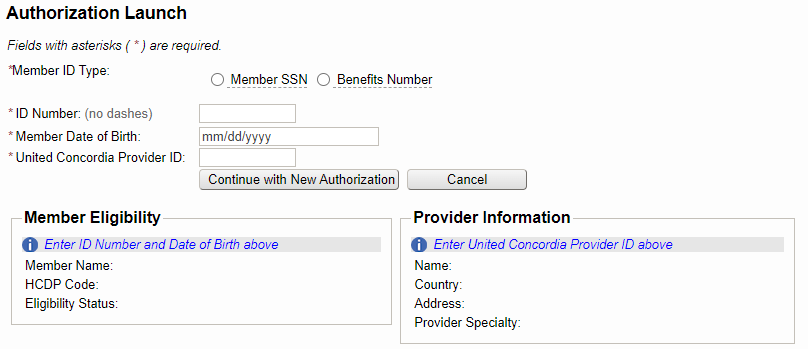 Authorization Launch
Fields with asterisks ( * ) are required.
*Member ID Type:
Member SSN Benefits Number
* ID Number: (no dashes)
* Member Date of Birth: mm/dd/yyyy
* United Concordia Provider ID:
Continue with New Authorization Cancel
Member Eligibility
Enter ID Number and Date of Birth above
Member Name:
HCDP Code:
Eligibility Status:
Provider Information
Enter United Concordia Provider ID above
Name:
Country:
Address:
Provider Specialty: